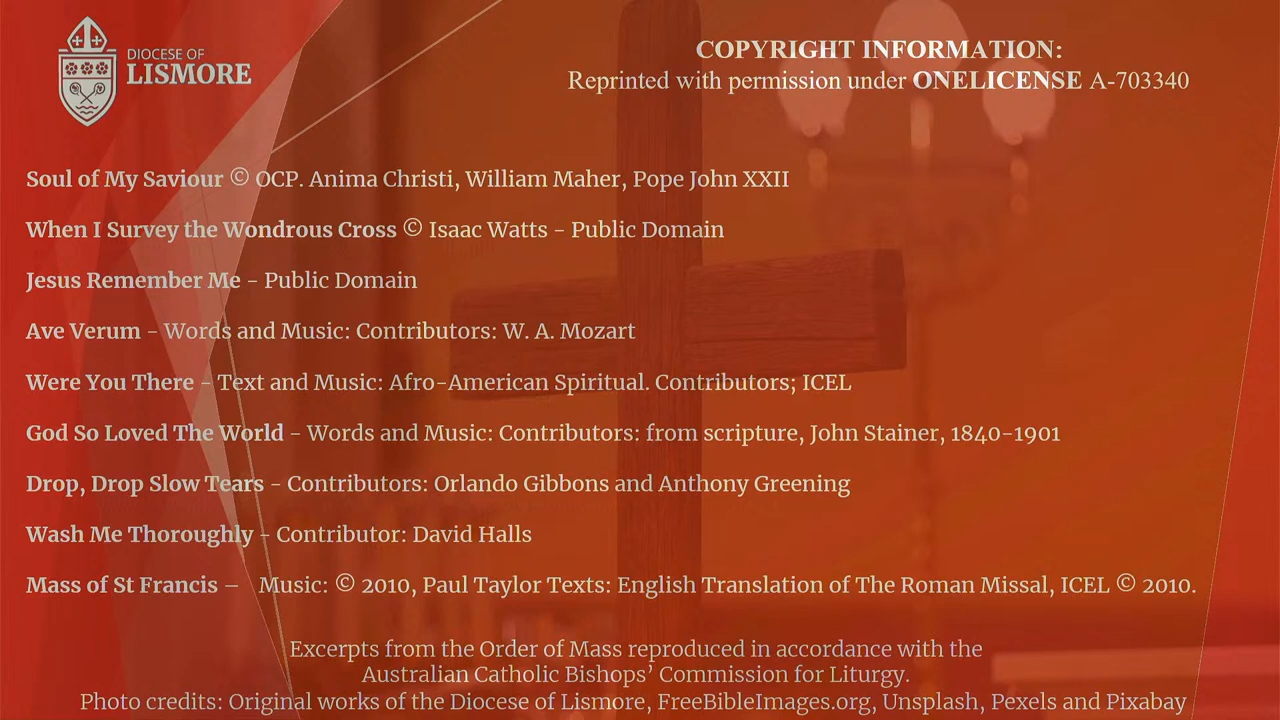 DIOCESE OF
LISMORE
COPYRIGHT INFORMATION:
Reprinted with permission under ONELICENSE A-703340
Soul of My Saviour © OCP. Anima Christi, William Maher, Pope John XXII
When I Survey the Wondrous Cross © Isaac Watts - Public Domain
Jesus Remember Me - Public Domain
Ave Verum - Words and Music: Contributors: W. A. Mozart
Were You There - Text and Music: Afro-American Spiritual. Contributors; ICEL
God So Loved The World - Words and Music: Contributors: from scripture, John Stainer, 1840-1901
Drop, Drop Slow Tears - Contributors: Orlando Gibbons and Anthony Greening
Wash Me Thoroughly - Contributor: David Halls
Mass of St Francis – Music: © 2010, Paul Taylor Texts: English Translation of The Roman Missal, ICEL © 2010.
Excerpts from the Order of Mass reproduced in accordance with the
Australian Catholic Bishops’ Commission for Liturgy.
Photo credits: Original works of the Diocese of Lismore, FreeBibleImages.org, Unsplash, Pexels and Pixabay